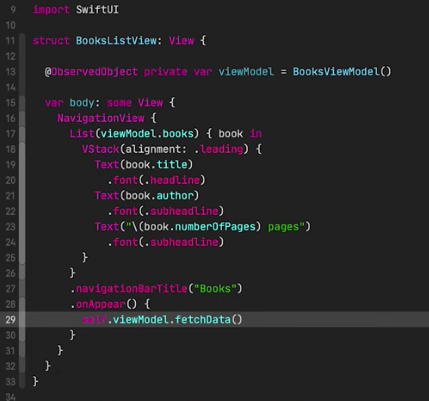 9 import SwiftUI
10
11 struct BooksListView: View {
12
13 @ObservedObject private var viewModel = BooksViewModel()
14
15 var body: some View {
16 NavigationView {
17 List(viewModel.books) { book in
18 VStack(alignment: .leading) {
19 Text(book.title)
20 .font(.headline)
21 Text(book.author)
22 .font(.subheadline)
23 Text("\(book.numberOfPages) pages")
24 .font(.subheadline)
25 }
26 }
27 .navigationBarTitle("Books")
28 .onAppear() {
29 self.viewModel.fetchData()
30 }
31 }
32 }
33 }
34